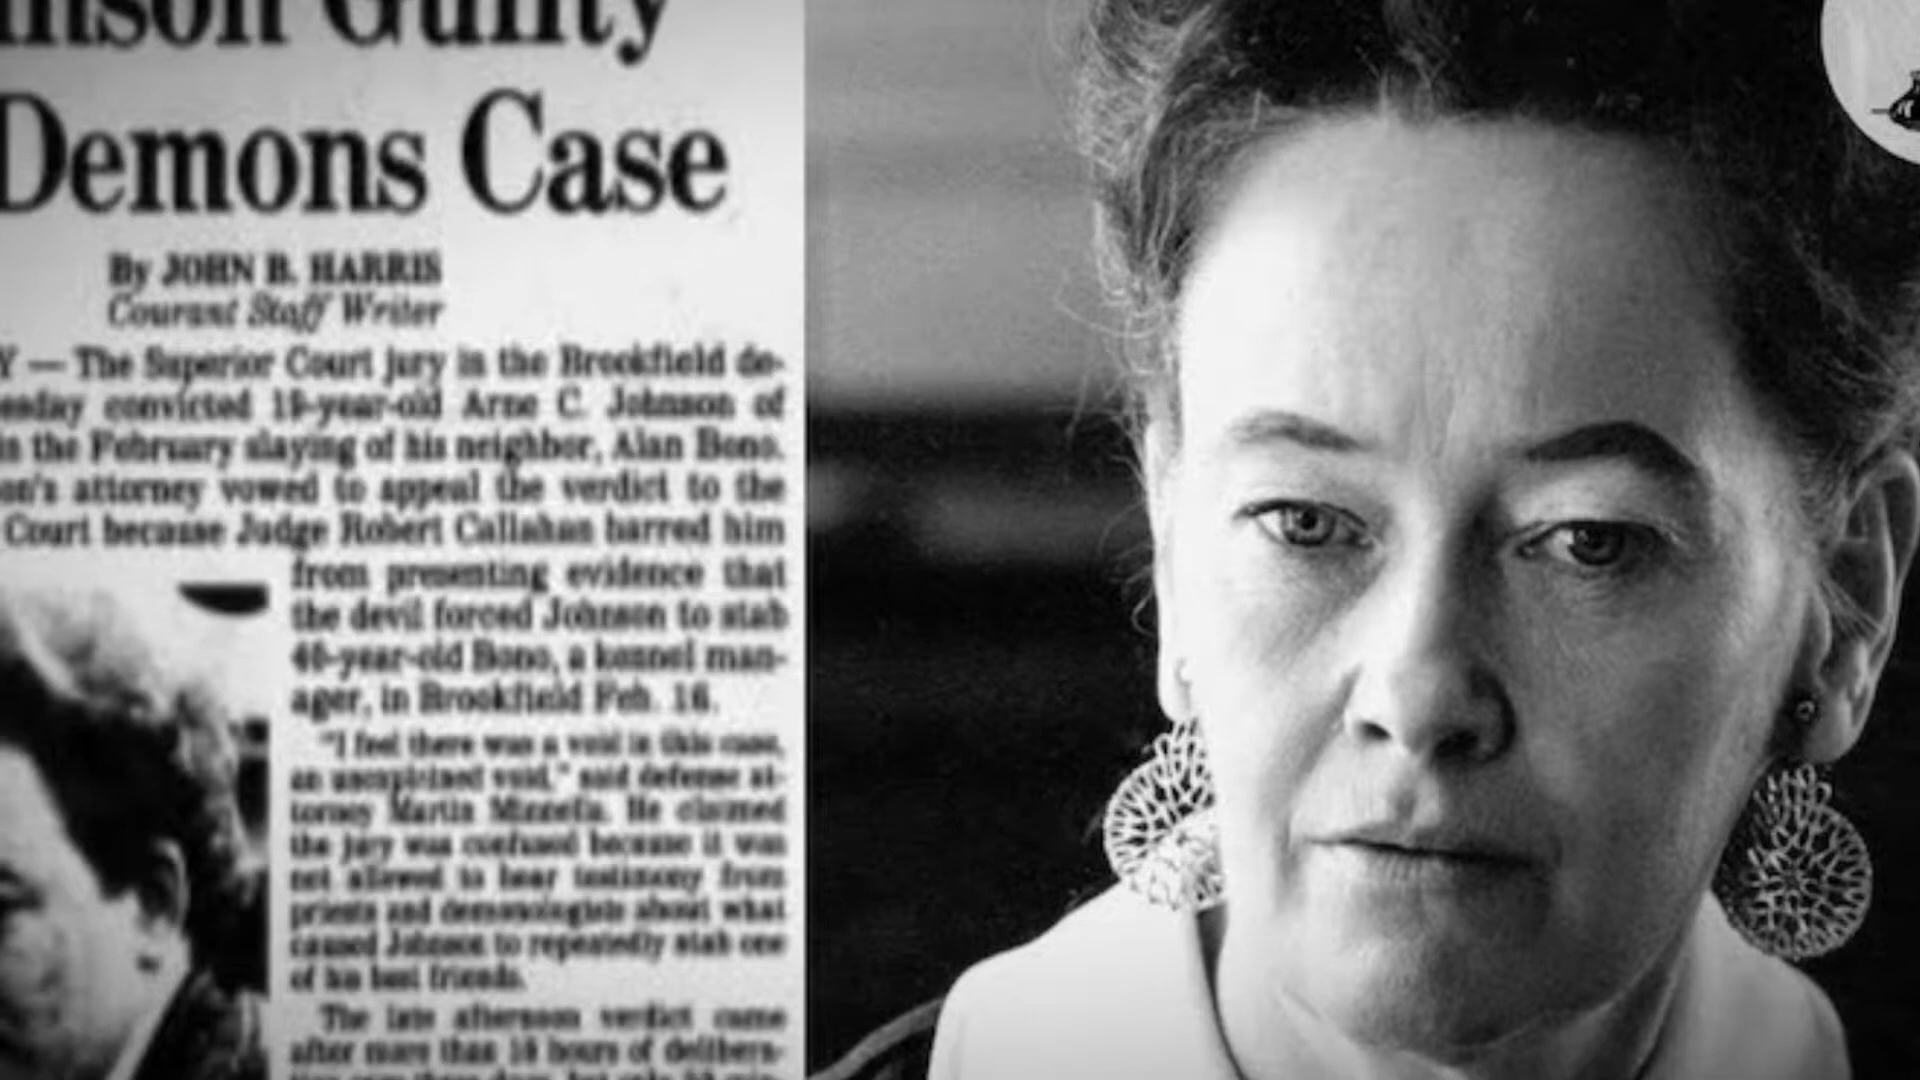 inson Guilty
Demons Case
By JOHN B. HARRIS
Courant Staff Writer
Y — The Superior Court jury in the Brookfield de-
esday convicted 19-year-old Arne C. Johnson of
in the February slaying of his neighbor, Alan Bono.
on's attorney vowed to appeal the verdict to the
Court because Judge Robert Callahan barred him
from presenting evidence that
the devil forced Johnson to stab
40-year-old Bono, a kennel man-
ager, in Brookfield Feb. 16.
"I feel there was a void in this case,
an void," said defense at-
torney Martin Minnella. He claimed
the jury was confused because it was
not allowed to hear testimony from
priests and demonologists about what
caused Johnson to repeatedly stab one
of his best friends.
The late afternoon verdict came
after more than hours of delibera-